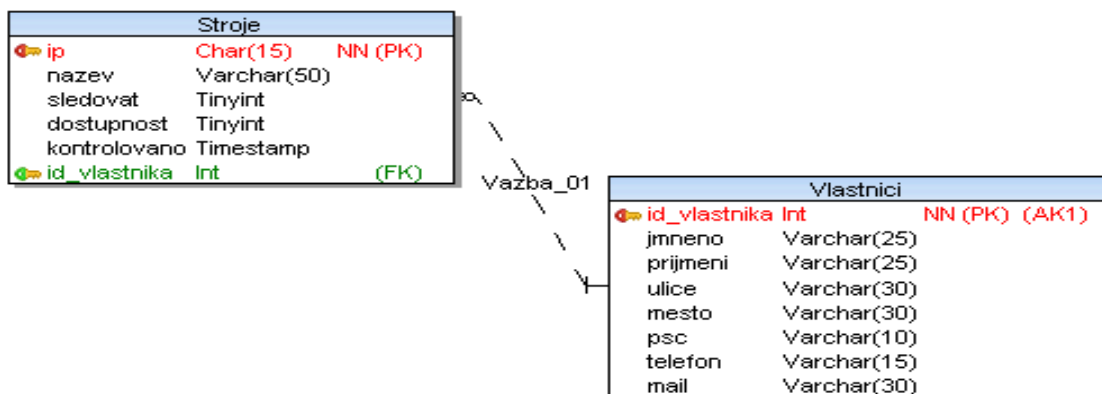 Stroje
ip Char(15) NN (PK)
nazev Varchar(50)
sledovat Tinyint
dostupnost Tinyint
kontrolovano Timestamp
id_vlastnika Int (FK)
Vazba_01
Vlastnici
id_vlastnika Int NN (PK) (AK1)
jmneno Varchar(25)
prijmeni Varchar(25)
ulice Varchar(30)
mesto Varchar(30)
psc Varchar(10)
telefon Varchar(15)
mail Varchar(30)